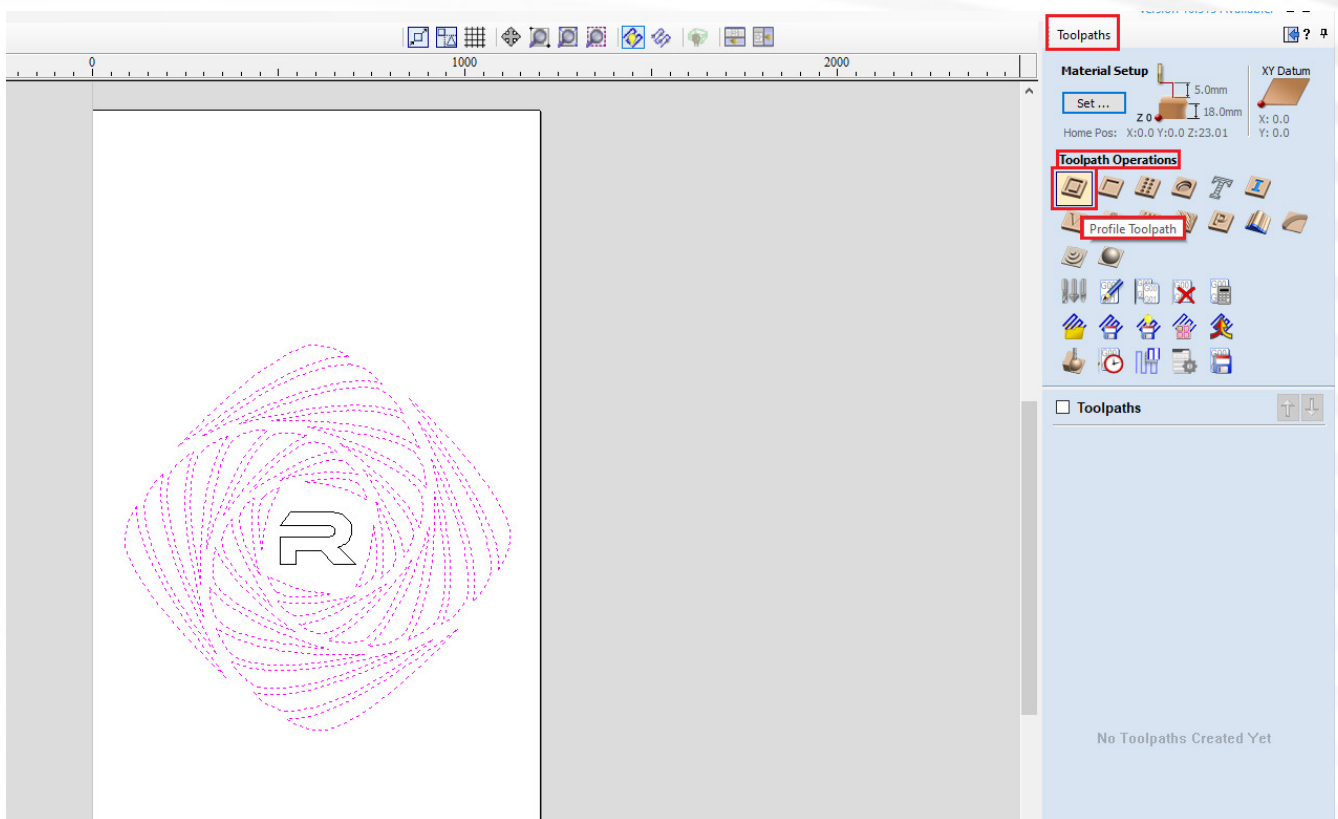 Toolpaths
?
0
1000
2000
Material Setup
XY Datum
5.0mm
Set ...
18.0mm
Z 0
X: 0.0
Home Pos: X:0.0 Y:0.0 Z:23.01
Y: 0.0
Toolpath Operations
Profile Toolpath
Toolpaths
R
No Toolpaths Created Yet